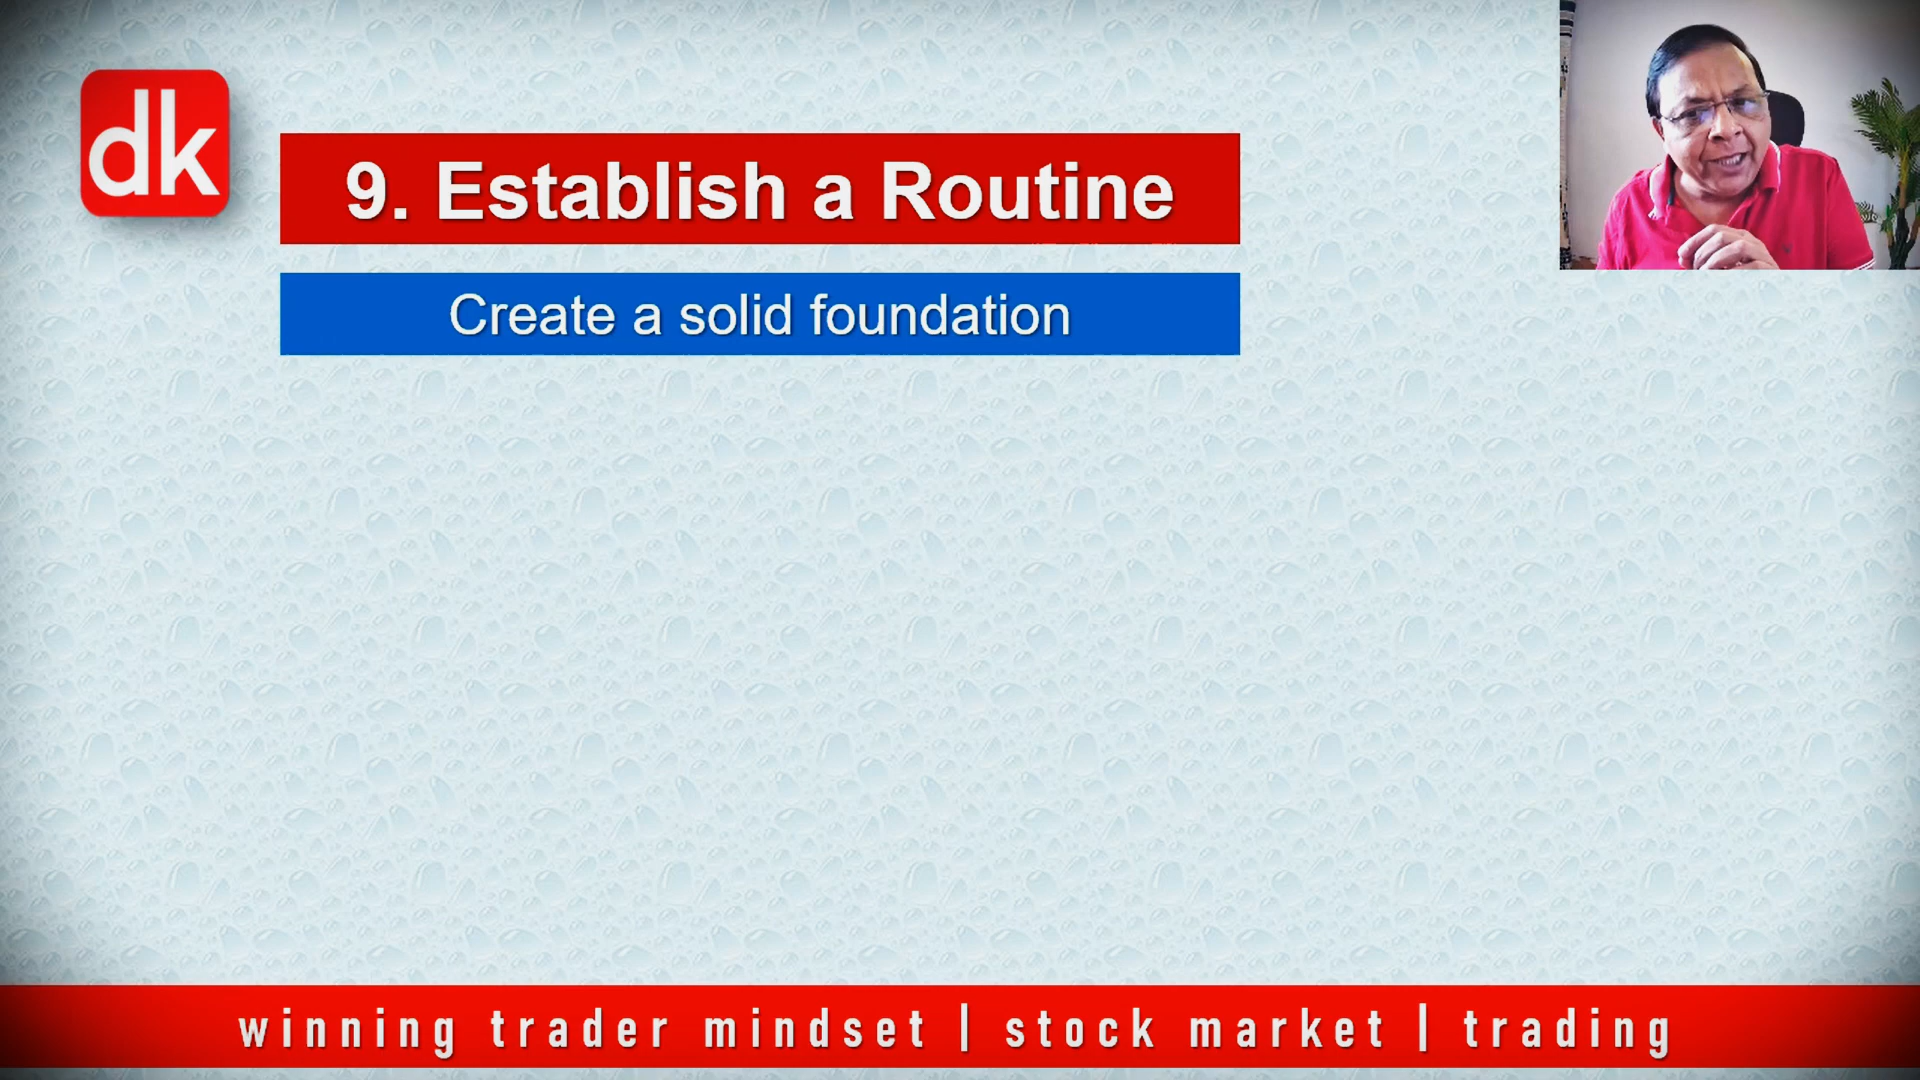 dk
9. Establish a Routine
Create a solid foundation
winning trader mindset | stock market | trading